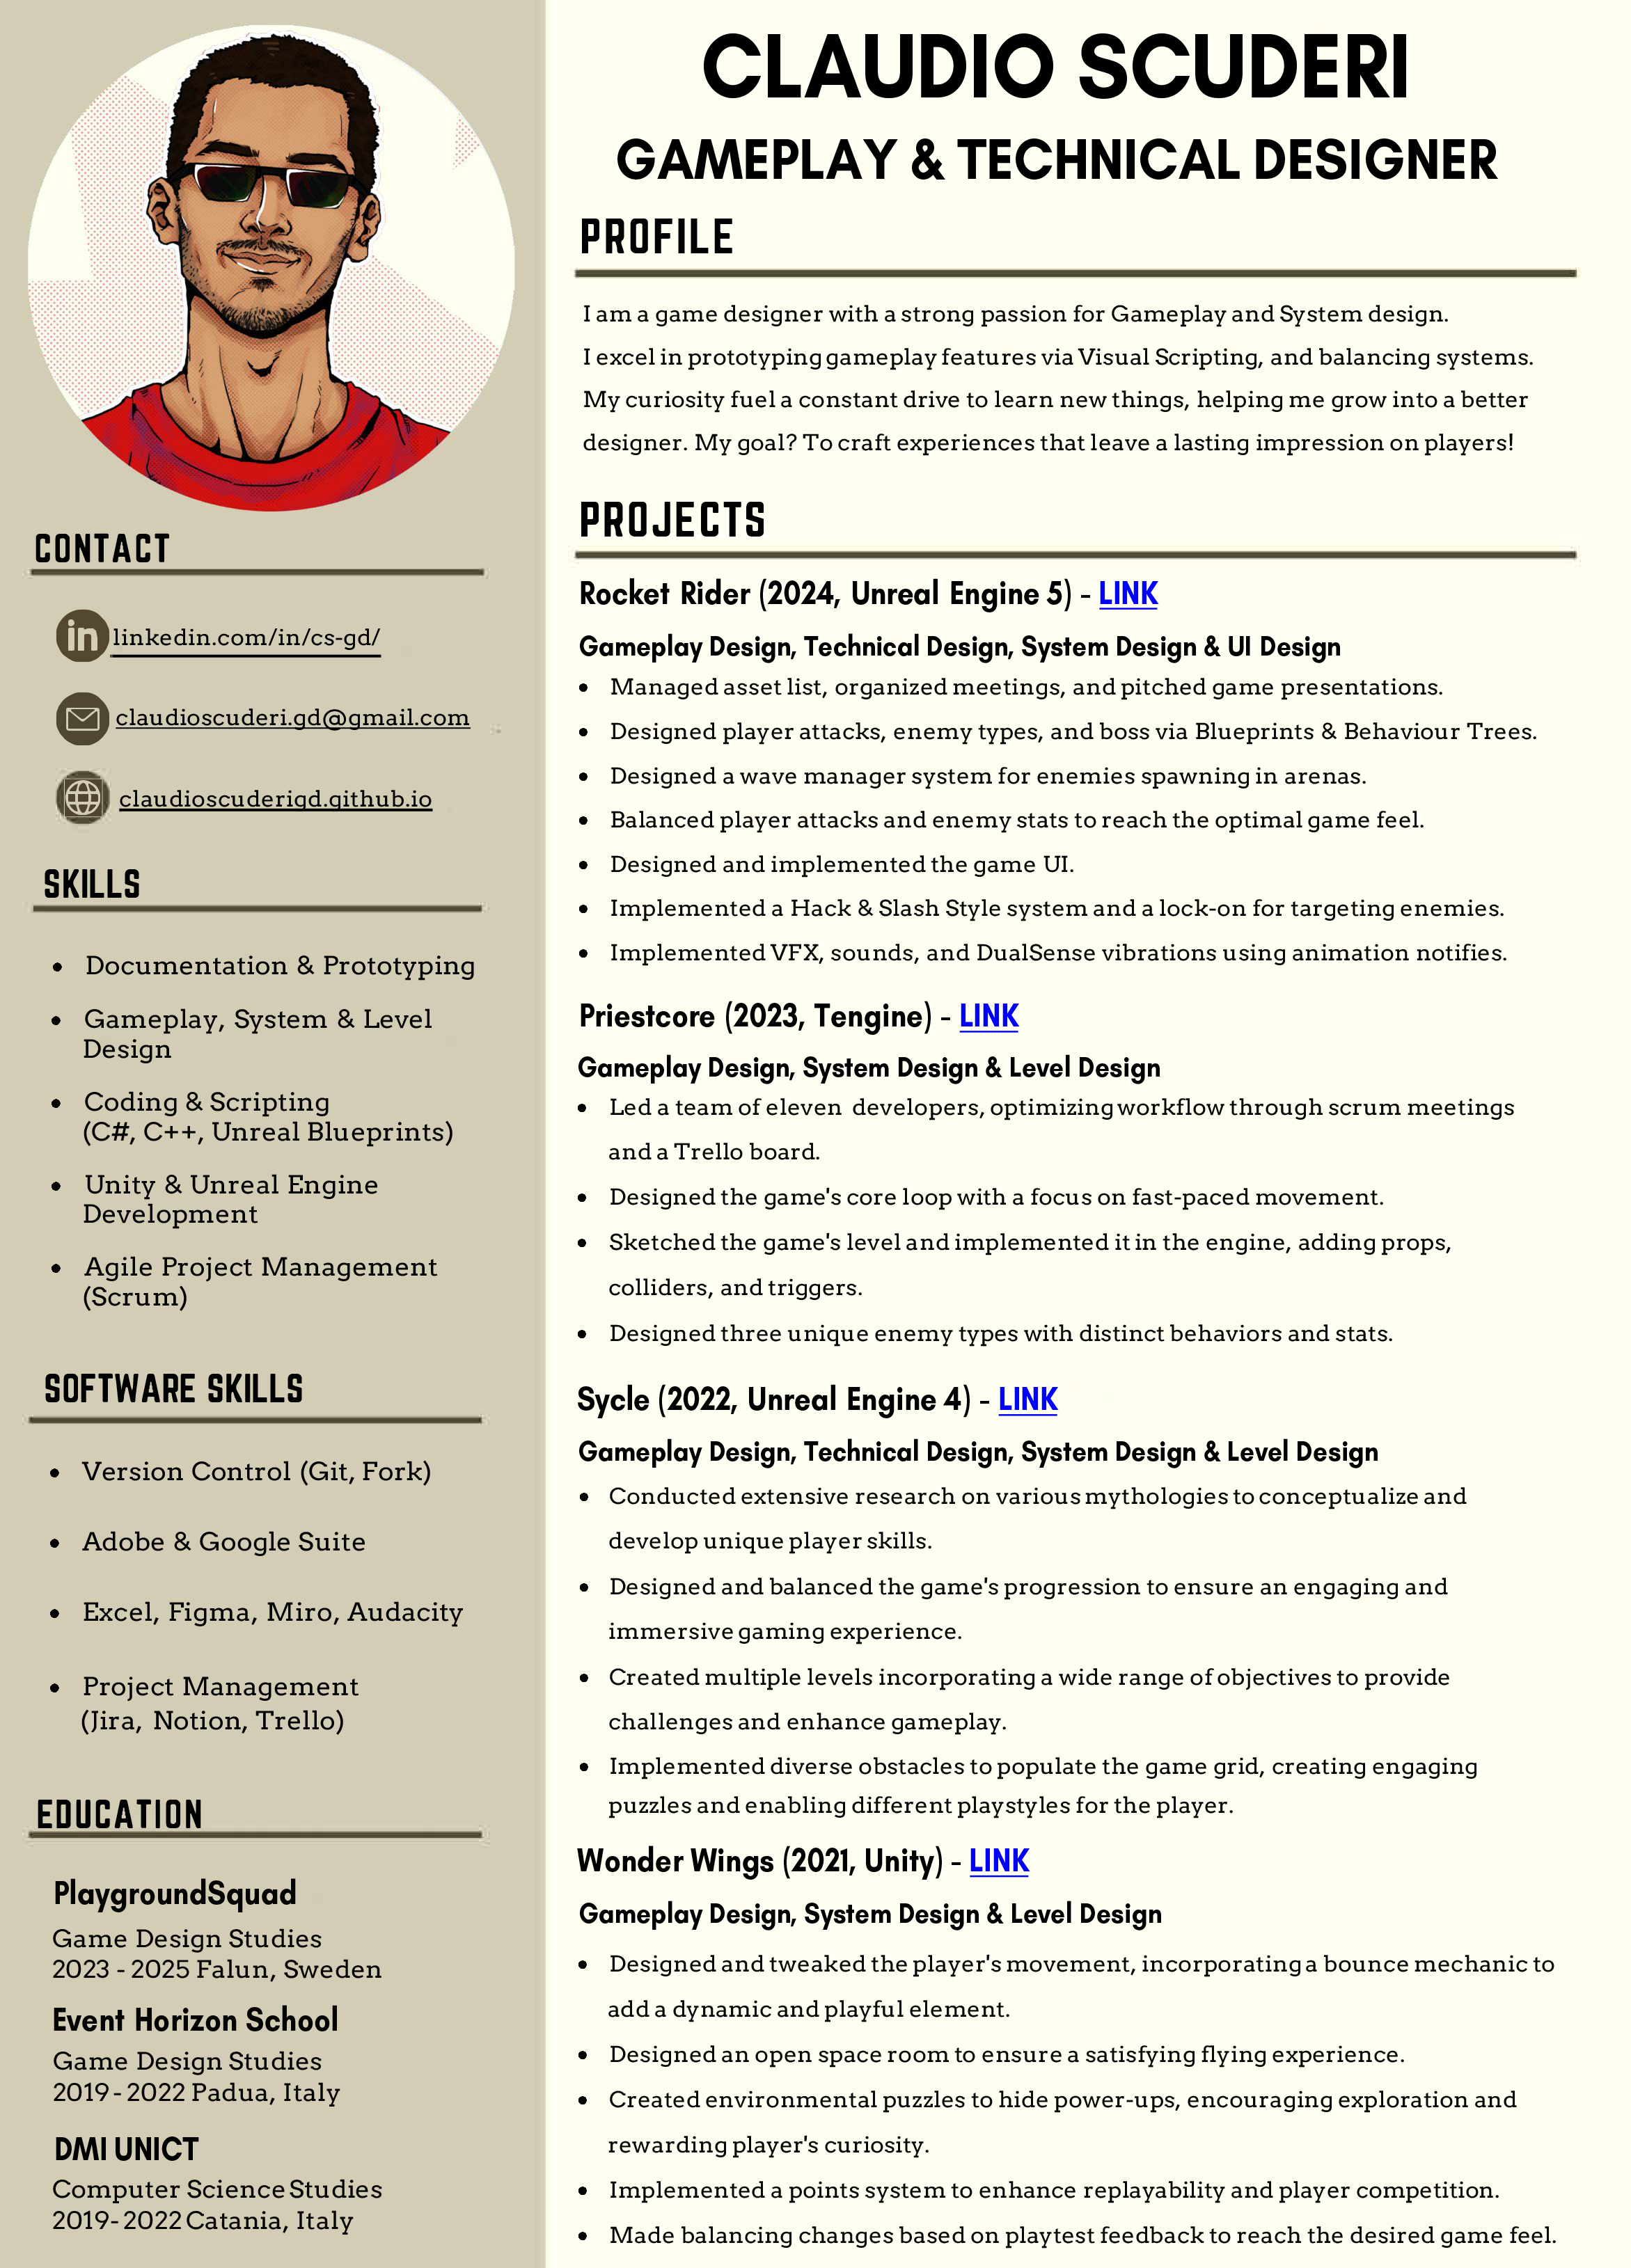 CLAUDIO SCUDERI
GAMEPLAY & TECHNICAL DESIGNER
CONTACT
in linkedin.com/in/cs-gd/
claudioscuderi.gd@gmail.com
claudioscuderigd.github.io
SKILLS
• Documentation & Prototyping
• Gameplay, System & Level
Design
• Coding & Scripting
(C#, C++, Unreal Blueprints)
• Unity & Unreal Engine
Development
• Agile Project Management
(Scrum)
SOFTWARE SKILLS
• Version Control (Git, Fork)
• Adobe & Google Suite
• Excel, Figma, Miro, Audacity
• Project Management
(Jira, Notion, Trello)
EDUCATION
PlaygroundSquad
Game Design Studies
2023 - 2025 Falun, Sweden
Event Horizon School
Game Design Studies
2019 - 2022 Padua, Italy
DMI UNICT
Computer Science Studies
2019- 2022 Catania, Italy
PROFILE
I am a game designer with a strong passion for Gameplay and System design.
I excel in prototyping gameplay features via Visual Scripting, and balancing systems.
My curiosity fuel a constant drive to learn new things, helping me grow into a better
designer. My goal? To craft experiences that leave a lasting impression on players!
PROJECTS
Rocket Rider (2024, Unreal Engine 5) - LINK
Gameplay Design, Technical Design, System Design & UI Design
• Managed asset list, organized meetings, and pitched game presentations.
• Designed player attacks, enemy types, and boss via Blueprints & Behaviour Trees.
• Designed a wave manager system for enemies spawning in arenas.
• Balanced player attacks and enemy stats to reach the optimal game feel.
• Designed and implemented the game UI.
• Implemented a Hack & Slash Style system and a lock-on for targeting enemies.
• Implemented VFX, sounds, and DualSense vibrations using animation notifies.
Priestcore (2023, Tengine) - LINK
Gameplay Design, System Design & Level Design
• Led a team of eleven developers, optimizing workflow through scrum meetings
and a Trello board.
• Designed the game's core loop with a focus on fast-paced movement.
• Sketched the game's level and implemented it in the engine, adding props,
colliders, and triggers.
• Designed three unique enemy types with distinct behaviors and stats.
Sycle (2022, Unreal Engine 4) - LINK
Gameplay Design, Technical Design, System Design & Level Design
• Conducted extensive research on various mythologies to conceptualize and
develop unique player skills.
• Designed and balanced the game's progression to ensure an engaging and
immersive gaming experience.
• Created multiple levels incorporating a wide range of objectives to provide
challenges and enhance gameplay.
• Implemented diverse obstacles to populate the game grid, creating engaging
puzzles and enabling different playstyles for the player.
Wonder Wings (2021, Unity) - LINK
Gameplay Design, System Design & Level Design
• Designed and tweaked the player's movement, incorporating a bounce mechanic to
add a dynamic and playful element.
• Designed an open space room to ensure a satisfying flying experience.
• Created environmental puzzles to hide power-ups, encouraging exploration and
rewarding player's curiosity.
• Implemented a points system to enhance replayability and player competition.
• Made balancing changes based on playtest feedback to reach the desired game feel.